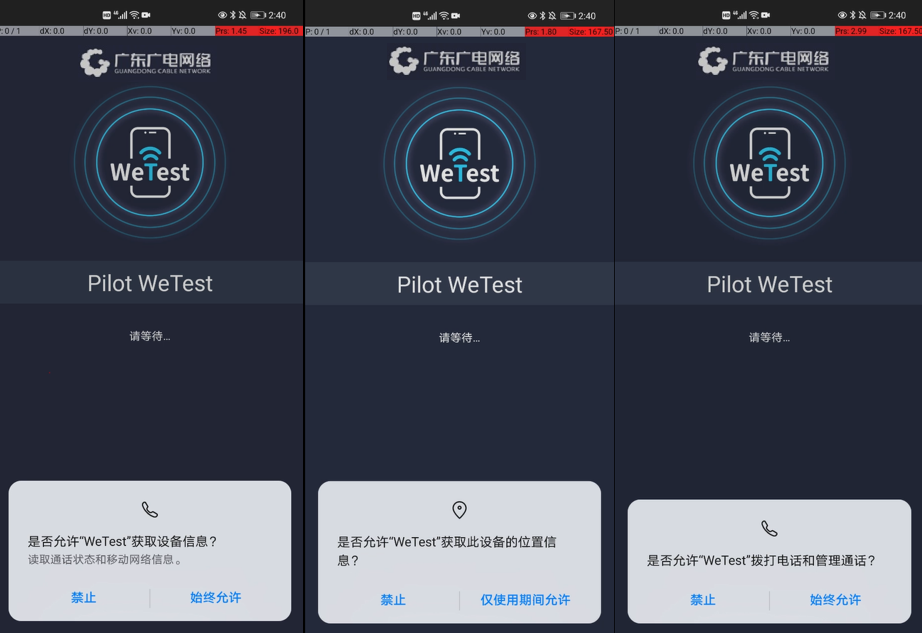 HD 4G 2:40
P: 0 / 1 dX: 0.0 dY: 0.0 Xv: 0.0 Yv: 0.0 Prs: 1.45 Size: 196.0
广东广电网络
GUANGDONG CABLE NETWORK
WeTest
Pilot WeTest
请等待...
是否允许“WeTest”获取设备信息？
读取通话状态和移动网络信息。
禁止 始终允许
HD 4G 2:40
P: 0 / 1 dX: 0.0 dY: 0.0 Xv: 0.0 Yv: 0.0 Prs: 1.80 Size: 167.50
广东广电网络
GUANGDONG CABLE NETWORK
WeTest
Pilot WeTest
请等待...
是否允许“WeTest”获取此设备的位置信
息？
禁止 仅使用期间允许
HD 4G 2:40
P: 0 / 1 dX: 0.0 dY: 0.0 Xv: 0.0 Yv: 0.0 Prs: 2.99 Size: 167.50
广东广电网络
GUANGDONG CABLE NETWORK
WeTest
Pilot WeTest
请等待...
是否允许“WeTest”拨打电话和管理通话？
禁止 始终允许